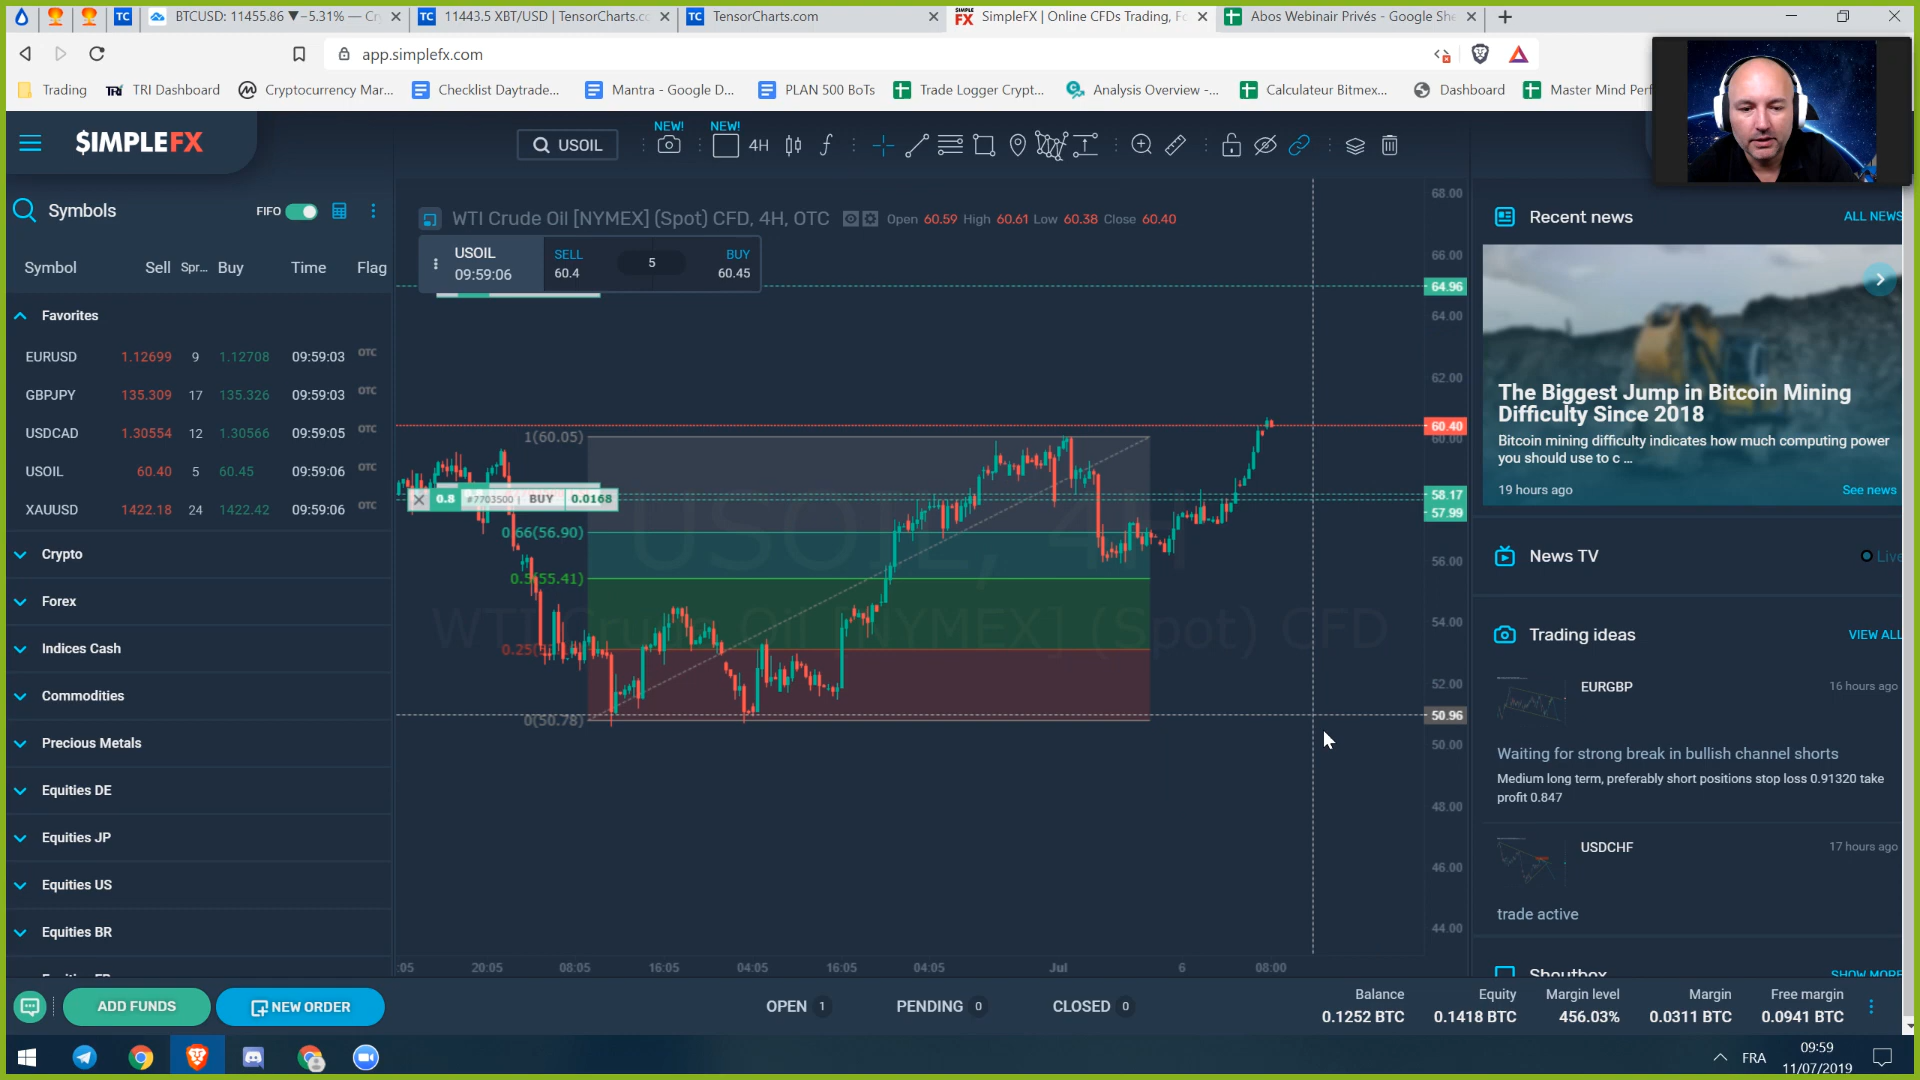 BTCUSD: 11455.86 ▼−5.31% — Cr
11443.5 XBT/USD | TensorCharts.co
TensorCharts.com
SimpleFX | Online CFDs Trading, Fo
Abos Webinair Privés - Google She
app.simplefx.com
Trading
TRI Dashboard
Cryptocurrency Mar...
Checklist Daytrade...
Mantra - Google D...
PLAN 500 BoTs
Trade Logger Crypt...
Analysis Overview -...
Calculateur Bitmex...
Dashboard
Master Mind Perf
$IMPLEFX
USOIL
NEW!
NEW!
4H
Symbols
FIFO
Symbol Sell Spr... Buy Time Flag
Favorites
EURUSD 1.12699 9 1.12708 09:59:03 OTC
GBPJPY 135.309 17 135.326 09:59:03 OTC
USDCAD 1.30554 12 1.30566 09:59:05 OTC
USOIL 60.40 5 60.45 09:59:06 OTC
XAUUSD 1422.18 24 1422.42 09:59:06 OTC
Crypto
Forex
Indices Cash
Commodities
Precious Metals
Equities DE
Equities JP
Equities US
Equities BR
WTI Crude Oil [NYMEX] (Spot) CFD, 4H, OTC
Open 60.59 High 60.61 Low 60.38 Close 60.40
USOIL
09:59:06
SELL
60.4
5
BUY
60.45
1(60.05)
0.8 #7703500 | BUY 0.0168
0.66(56.90)
0.5(55.41)
0.25(
0(50.78)
USOIL, 4H
WTI Crude Oil [NYMEX] (Spot) CFD
68.00
66.00
64.96
64.00
62.00
60.40
60.00
58.17
57.99
56.00
54.00
52.00
50.96
50.00
48.00
46.00
44.00
:05 20:05 08:05 16:05 04:05 16:05 04:05 Jul 6 08:00
Recent news
ALL NEWS
The Biggest Jump in Bitcoin Mining
Difficulty Since 2018
Bitcoin mining difficulty indicates how much computing power
you should use to c ...
19 hours ago
See news
News TV
Live
Trading ideas
VIEW ALL
EURGBP
16 hours ago
Waiting for strong break in bullish channel shorts
Medium long term, preferably short positions stop loss 0.91320 take
profit 0.847
USDCHF
17 hours ago
trade active
Shoutbox
SHOW MORE
ADD FUNDS
NEW ORDER
OPEN 1
PENDING 0
CLOSED 0
Balance Equity Margin level Margin Free margin
0.1252 BTC 0.1418 BTC 456.03% 0.0311 BTC 0.0941 BTC
FRA
09:59
11/07/2019